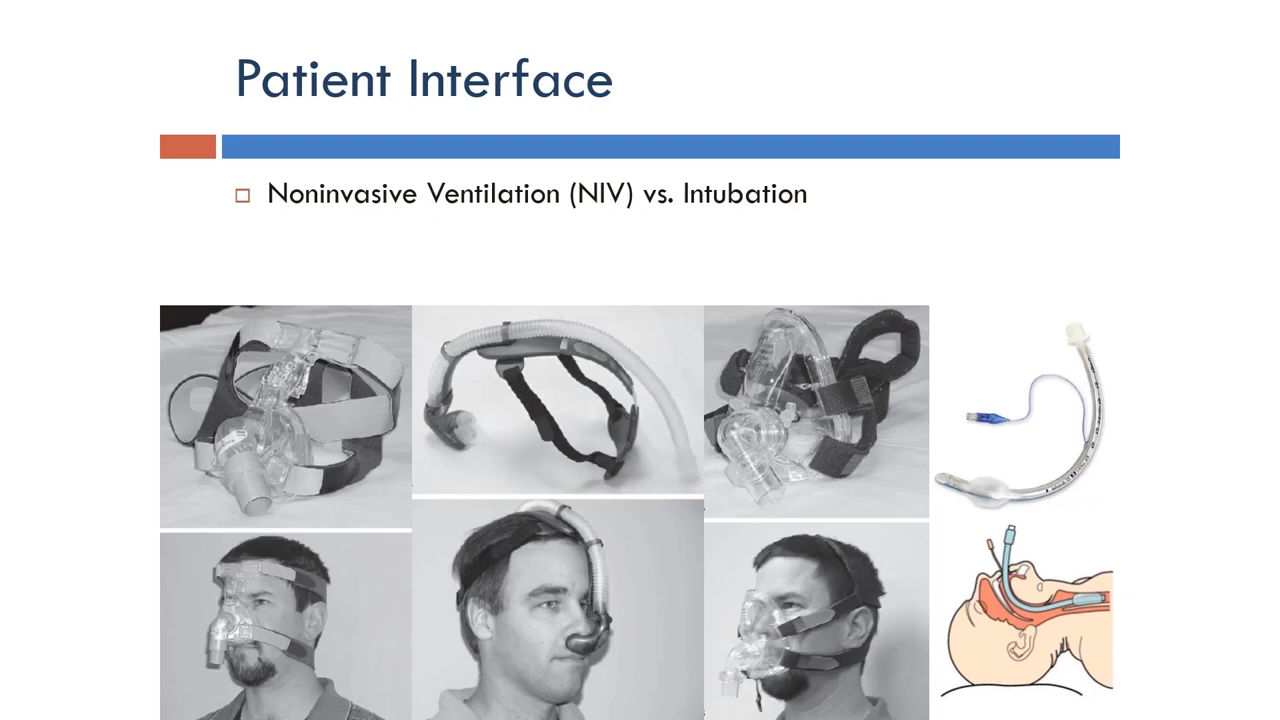 Patient Interface
Noninvasive Ventilation (NIV) vs. Intubation